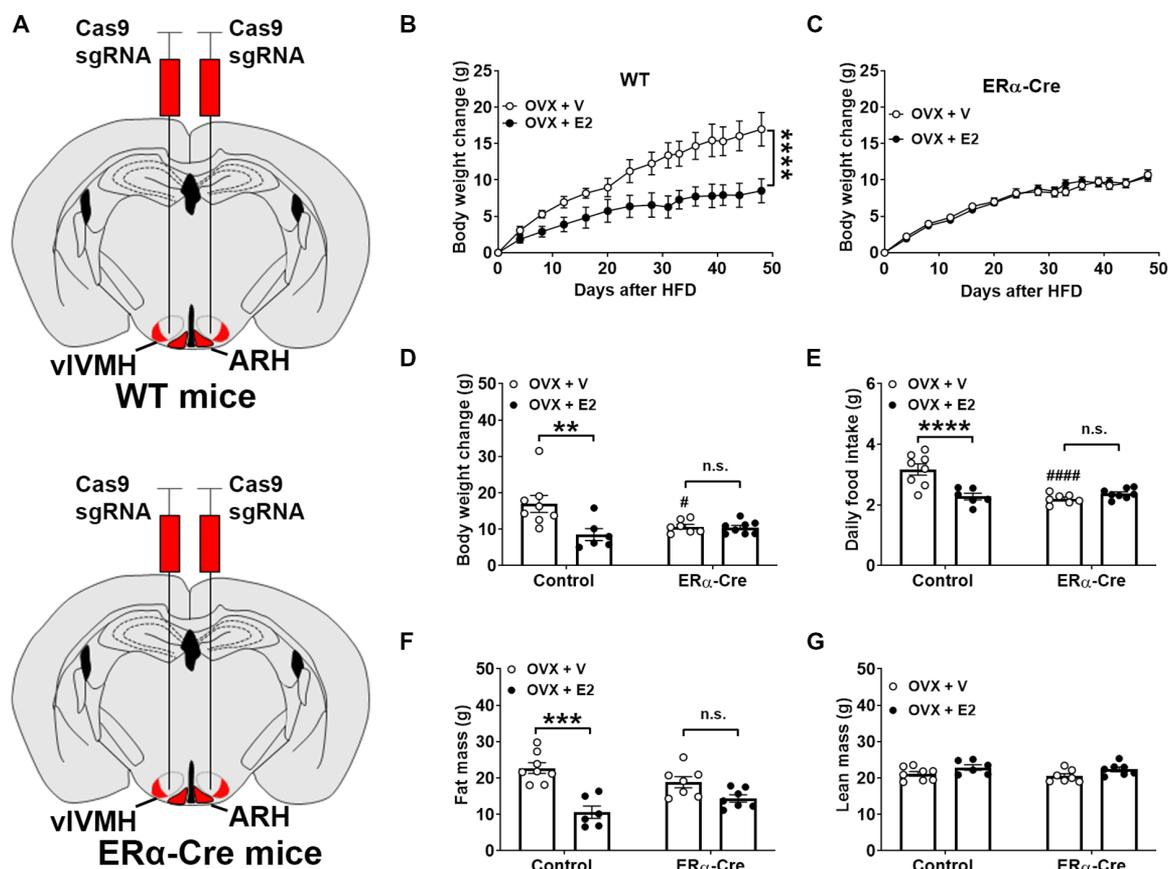 A
Cas9
sgRNA
Cas9
sgRNA
vlVMH
ARH
WT mice
Cas9
sgRNA
Cas9
sgRNA
vlVMH
ARH
ERα-Cre mice
B
WT
OVX + V
OVX + E2
Body weight change (g)
25
20
15
10
5
0
****
0 10 20 30 40 50
Days after HFD
C
ERα-Cre
OVX + V
OVX + E2
Body weight change (g)
25
20
15
10
5
0
0 10 20 30 40 50
Days after HFD
D
OVX + V
OVX + E2
Body weight change (g)
50
40
30
20
10
0
**
n.s.
#
Control ERα-Cre
E
OVX + V
OVX + E2
Daily food intake (g)
6
4
2
0
****
n.s.
####
Control ERα-Cre
F
OVX + V
OVX + E2
Fat mass (g)
50
40
30
20
10
0
***
n.s.
Control ERα-Cre
G
OVX + V
OVX + E2
Lean mass (g)
50
40
30
20
10
0
Control ERα-Cre